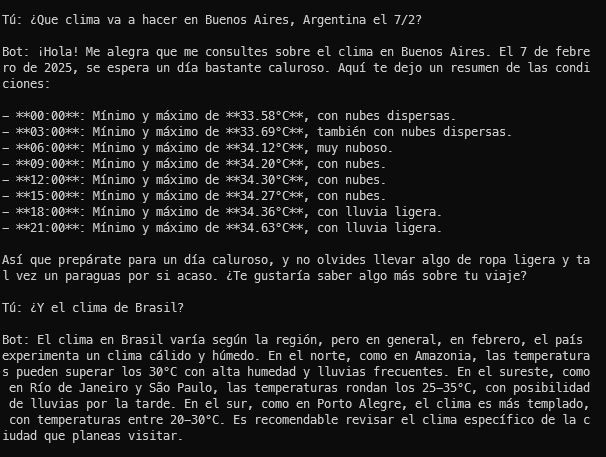 Tú: ¿Que clima va a hacer en Buenos Aires, Argentina el 7/2?
Bot: ¡Hola! Me alegra que me consultes sobre el clima en Buenos Aires. El 7 de febre
ro de 2025, se espera un día bastante caluroso. Aquí te dejo un resumen de las condi
ciones:
– **00:00**: Mínimo y máximo de **33.58°C**, con nubes dispersas.
– **03:00**: Mínimo y máximo de **33.69°C**, también con nubes dispersas.
– **06:00**: Mínimo y máximo de **34.12°C**, muy nuboso.
– **09:00**: Mínimo y máximo de **34.20°C**, con nubes.
– **12:00**: Mínimo y máximo de **34.30°C**, con nubes.
– **15:00**: Mínimo y máximo de **34.27°C**, con nubes.
– **18:00**: Mínimo y máximo de **34.36°C**, con lluvia ligera.
– **21:00**: Mínimo y máximo de **34.63°C**, con lluvia ligera.
Así que prepárate para un día caluroso, y no olvides llevar algo de ropa ligera y ta
l vez un paraguas por si acaso. ¿Te gustaría saber algo más sobre tu viaje?
Tú: ¿Y el clima de Brasil?
Bot: El clima en Brasil varía según la región, pero en general, en febrero, el país
experimenta un clima cálido y húmedo. En el norte, como en Amazonia, las temperatura
s pueden superar los 30°C con alta humedad y lluvias frecuentes. En el sureste, como
en Río de Janeiro y São Paulo, las temperaturas rondan los 25–35°C, con posibilidad
de lluvias por la tarde. En el sur, como en Porto Alegre, el clima es más templado,
con temperaturas entre 20–30°C. Es recomendable revisar el clima específico de la c
iudad que planeas visitar.